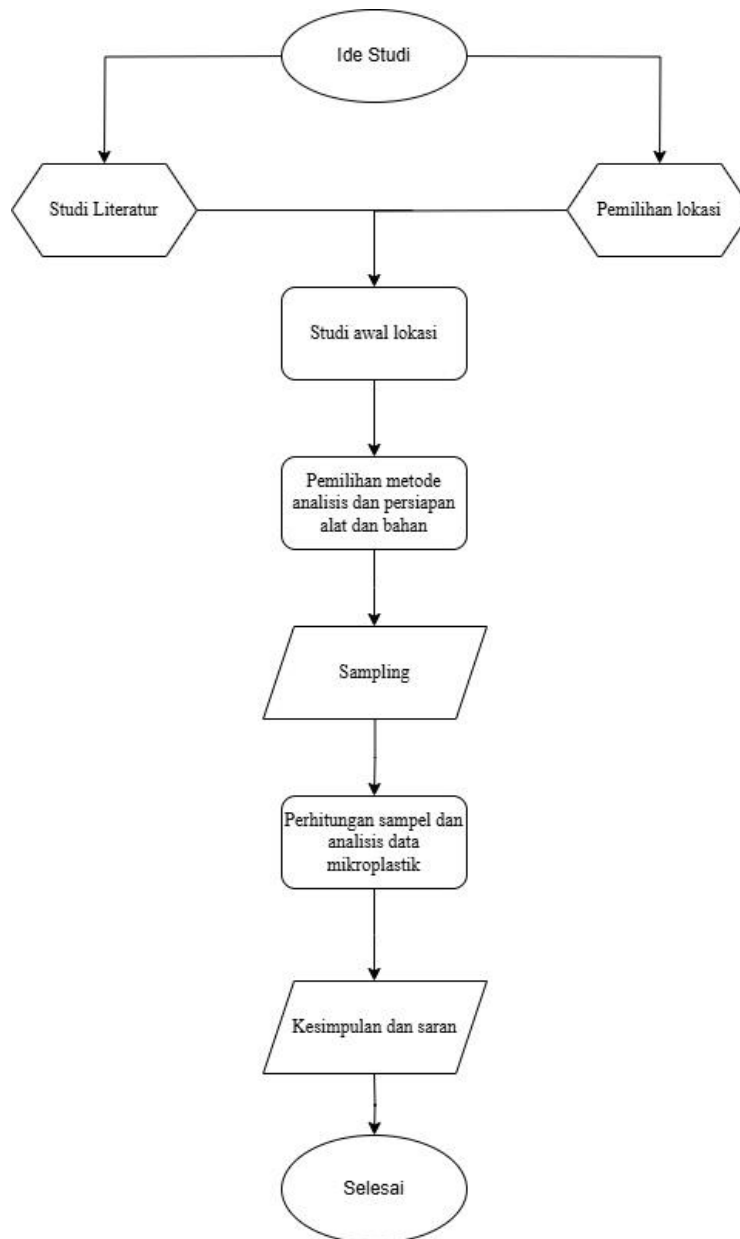 Ide Studi
Studi Literatur
Pemilihan lokasi
Studi awal lokasi
Pemilihan metode
analisis dan persiapan
alat dan bahan
Sampling
Perhitungan sampel dan
analisis data
mikroplastik
Kesimpulan dan saran
Selesai